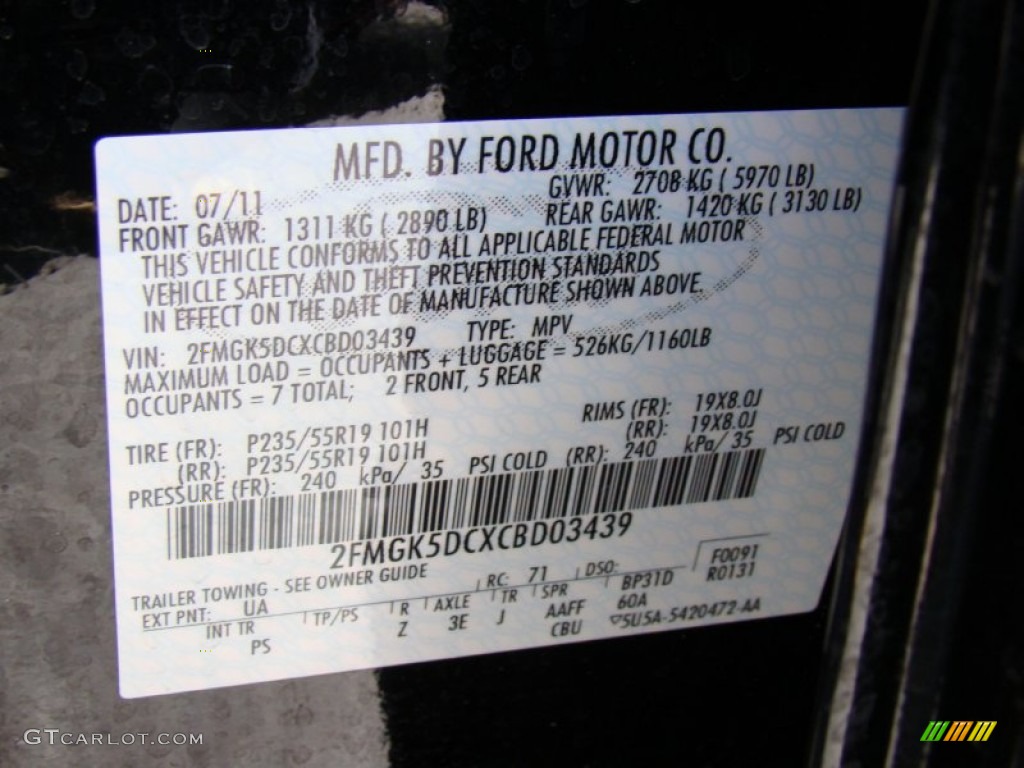 MFD. BY FORD MOTOR CO.
DATE: 07/11 GVWR: 2708 KG ( 5970 LB)
FRONT GAWR: 1311 KG ( 2890 LB) REAR GAWR: 1420 KG ( 3130 LB)
THIS VEHICLE CONFORMS TO ALL APPLICABLE FEDERAL MOTOR
VEHICLE SAFETY AND THEFT PREVENTION STANDARDS
IN EFFECT ON THE DATE OF MANUFACTURE SHOWN ABOVE.
VIN: 2FMGK5DCXCBD03439 TYPE: MPV
MAXIMUM LOAD = OCCUPANTS + LUGGAGE = 526KG/1160LB
OCCUPANTS = 7 TOTAL; 2 FRONT, 5 REAR
TIRE (FR): P235/55R19 101H RIMS (FR): 19X8.0J
(RR): P235/55R19 101H (RR): 19X8.0J
PRESSURE (FR): 240 kPa/ 35 PSI COLD (RR): 240 kPa/ 35 PSI COLD
2FMGK5DCXCBD03439
TRAILER TOWING - SEE OWNER GUIDE
EXT PNT: UA RC: 71 DSO: F0091
R0131
INT TR TP/PS R AXLE TR SPR BP31D
PS Z 3E J AAFF 60A
CBU 5U5A-5420472-AA
GTCARLOT.COM